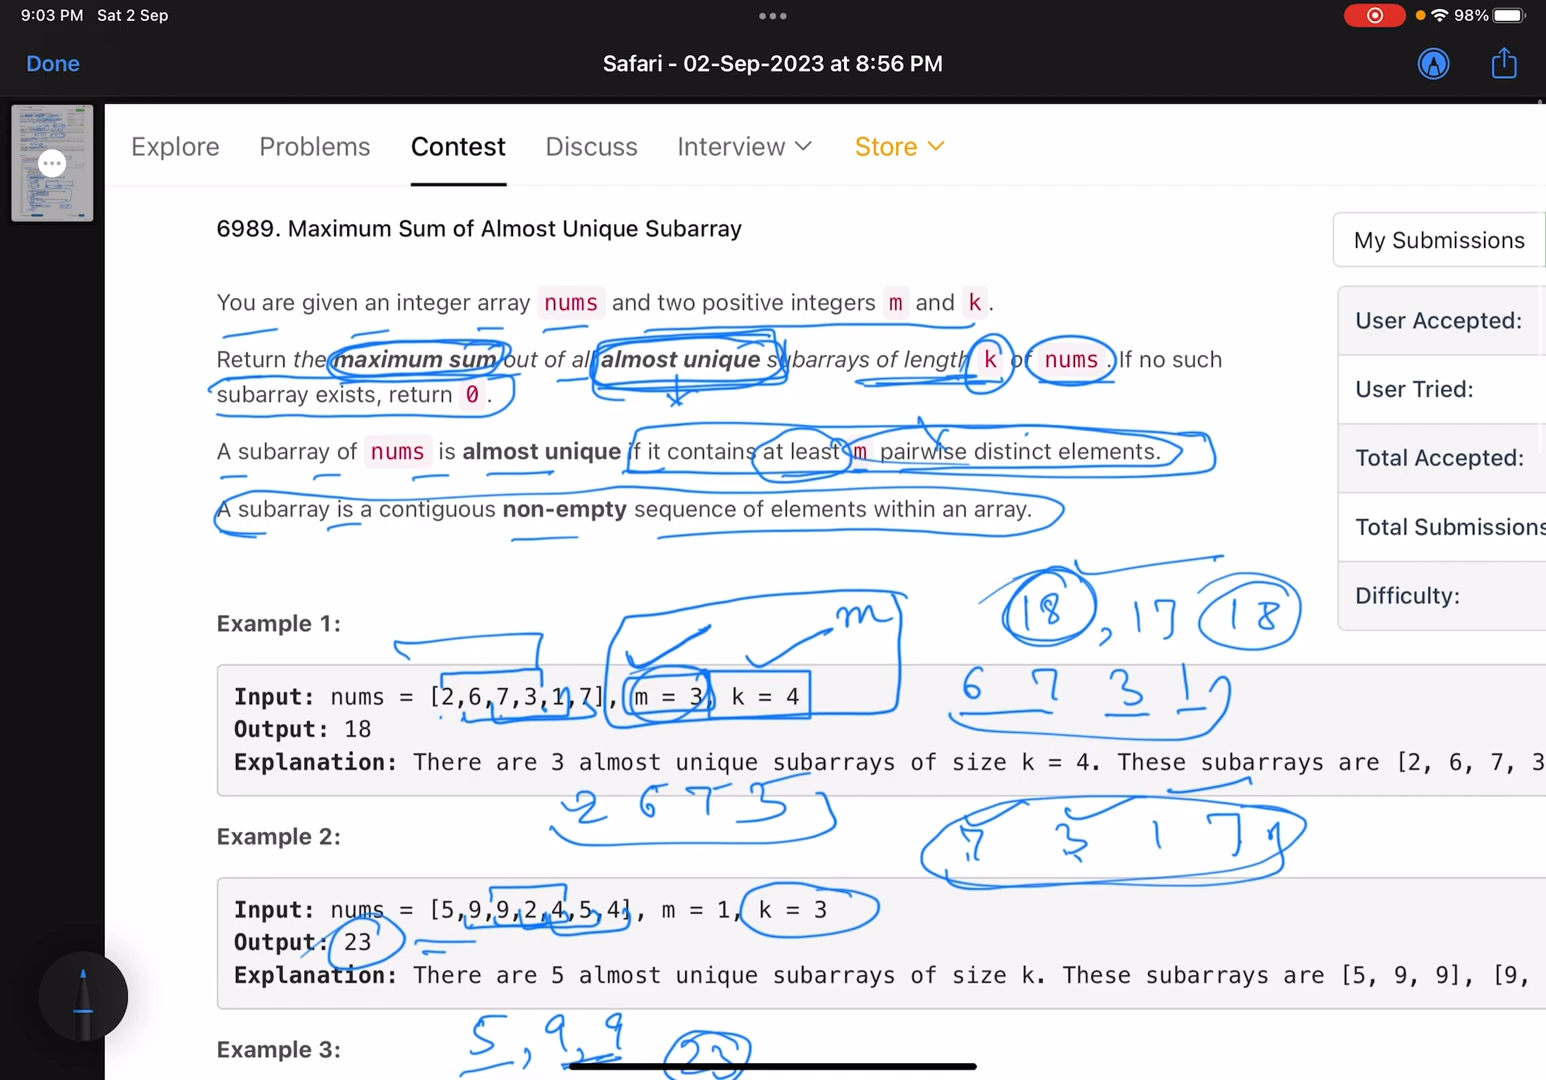 9:03 PM Sat 2 Sep
98%
Done
Safari - 02-Sep-2023 at 8:56 PM
Explore Problems Contest Discuss Interview Store
6989. Maximum Sum of Almost Unique Subarray
My Submissions
You are given an integer array nums and two positive integers m and k.
User Accepted:
Return the maximum sum out of all almost unique subarrays of length k of nums. If no such
subarray exists, return 0.
User Tried:
A subarray of nums is almost unique if it contains at least m pairwise distinct elements.
Total Accepted:
A subarray is a contiguous non-empty sequence of elements within an array.
Total Submissions
Difficulty:
18, 17 18
m
Example 1:
6 7 3 1
Input: nums = [2,6,7,3,1,7], m = 3, k = 4
Output: 18
Explanation: There are 3 almost unique subarrays of size k = 4. These subarrays are [2, 6, 7, 3
2 6 7 3
7 3 1 7
Example 2:
Input: nums = [5,9,9,2,4,5,4], m = 1, k = 3
Output: 23
Explanation: There are 5 almost unique subarrays of size k. These subarrays are [5, 9, 9], [9,
5, 9, 9 23
Example 3: